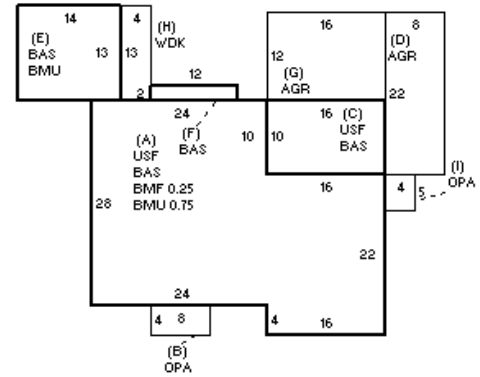 14
4
(H)
WDK
16
8
(E)
BAS
BMU
13
13
(D)
AGR
12
12
(G)
AGR
22
2
24
16
(C)
USF
BAS
(A)
USF
BAS
BMF 0.25
BMU 0.75
(F)
BAS
10
10
(I)
OPA
16
4
5
28
22
24
4
8
4
16
(B)
OPA